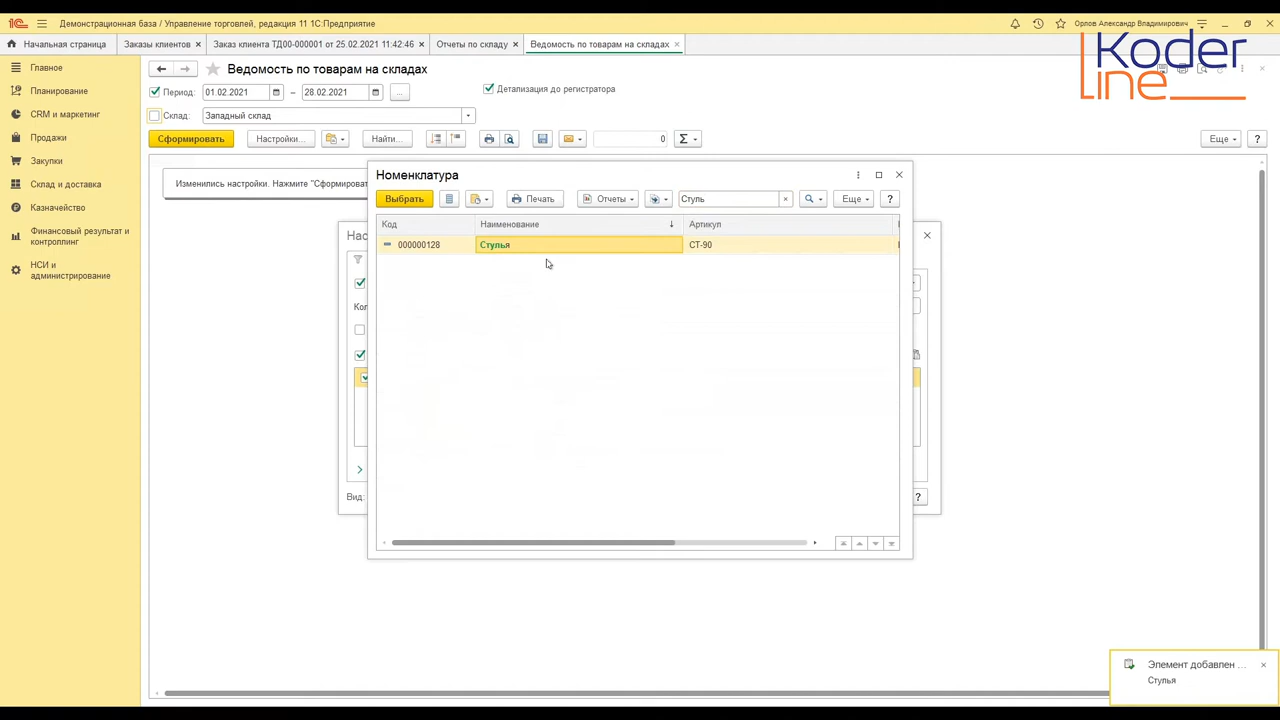 1С Демонстрационная база / Управление торговлей, редакция 11 1С:Предприятие Орлов Александр Владимирович
Начальная страница Заказы клиентов × Заказ клиента ТД00-000001 от 25.02.2021 11:42:46 × Отчеты по складу × Ведомость по товарам на складах ×
Koder
line
Главное
Планирование
CRM и маркетинг
Продажи
Закупки
Склад и доставка
Казначейство
Финансовый результат и
контроллинг
НСИ и
администрирование
Ведомость по товарам на складах
Период: 01.02.2021 – 28.02.2021 ... Детализация до регистратора
Склад: Западный склад
Сформировать Настройки... Найти... 0 Σ Еще ?
Изменились настройки. Нажмите "Сформироват
Нас
Кол
Вид:
?
Номенклатура
Выбрать Печать Отчеты Стуль × Еще ?
Код Наименование ↓ Артикул
000000128 Стулья СТ-90
Элемент добавлен ... ×
Стулья